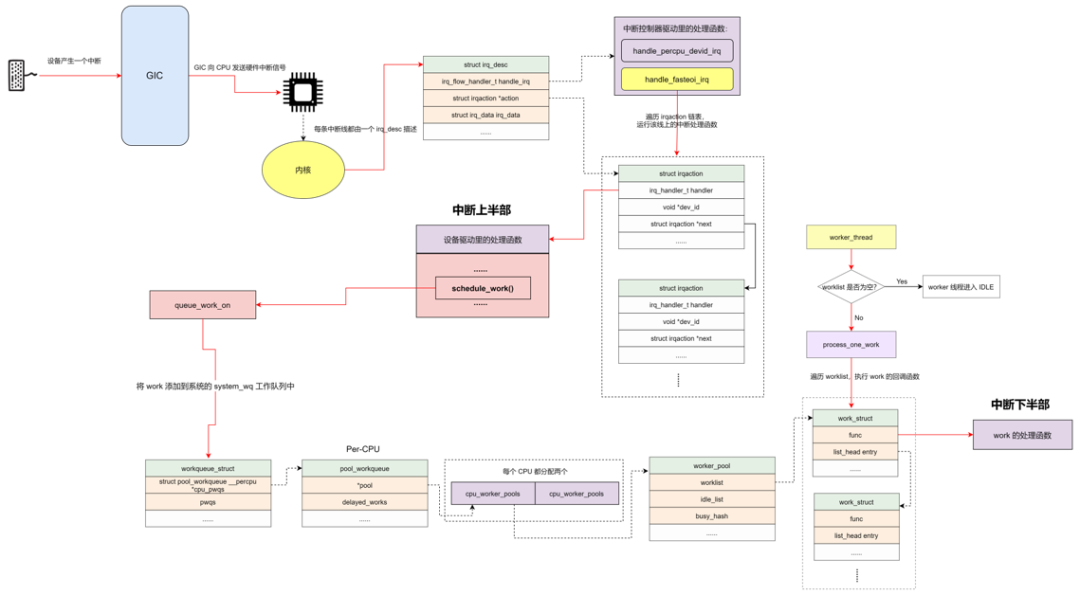 设备产生一个中断
GIC
GIC 向 CPU 发送硬件中断信号
每条中断线都由一个 irq_desc 描述
内核
struct irq_desc
irq_flow_handler_t handle_irq
struct irqaction *action
struct irq_data irq_data
......
中断控制器驱动里的处理函数:
handle_percpu_devid_irq
handle_fasteoi_irq
遍历 irqaction 链表,
运行该线上的中断处理函数
struct irqaction
irq_handler_t handler
void *dev_id
struct irqaction *next
......
struct irqaction
irq_handler_t handler
void *dev_id
struct irqaction *next
......
中断上半部
设备驱动里的处理函数
......
schedule_work()
......
queue_work_on
将 work 添加到系统的 system_wq 工作队列中
workqueue_struct
struct pool_workqueue __percpu
*cpu_pwqs
pwqs
......
Per-CPU
pool_workqueue
*pool
delayed_works
......
每个 CPU 都分配两个
cpu_worker_pools
cpu_worker_pools
worker_pool
worklist
idle_list
busy_hash
......
worker_thread
worklist 是否为空?
Yes
worker 线程进入 IDLE
No
process_one_work
遍历 worklist,执行 work 的回调函数
work_struct
func
list_head entry
......
work_struct
func
list_head entry
......
中断下半部
work 的处理函数